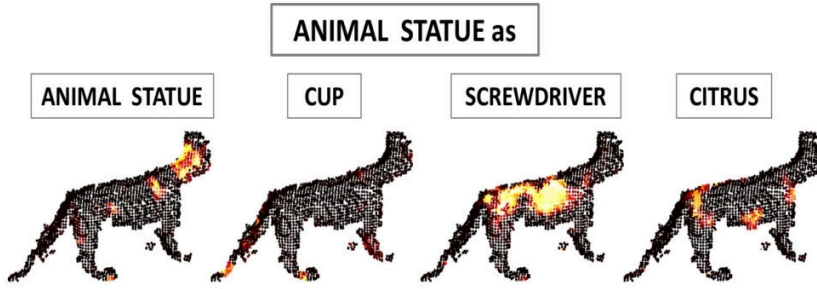 ANIMAL STATUE as
ANIMAL STATUE
CUP
SCREWDRIVER
CITRUS